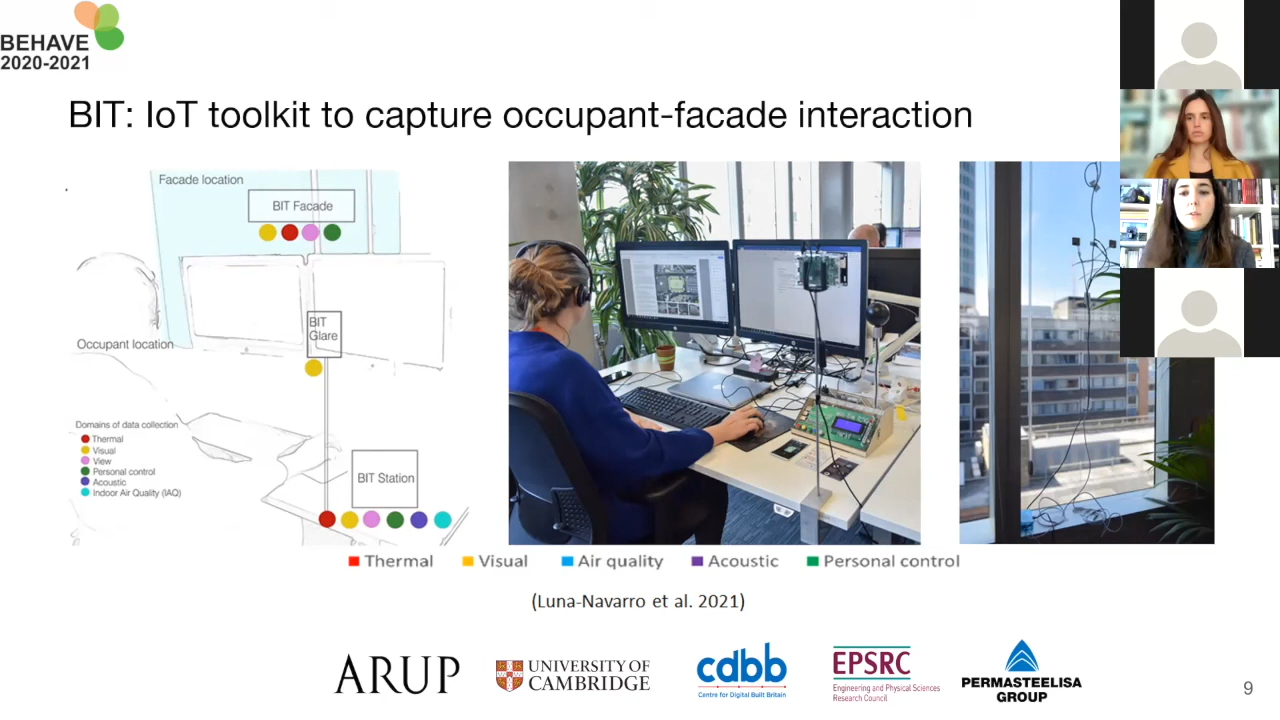 BEHAVE
2020-2021
BIT: IoT toolkit to capture occupant-facade interaction
Facade location
BIT Facade
BIT
Glare
Occupant location
Domains of data collection
Thermal
Visual
View
Personal control
Acoustic
Indoor Air Quality (IAQ)
BIT Station
Thermal
Visual
Air quality
Acoustic
Personal control
(Luna-Navarro et al. 2021)
ARUP
UNIVERSITY OF
CAMBRIDGE
cdbb
Centre for Digital Built Britain
EPSRC
Engineering and Physical Sciences
Research Council
PERMASTEELISA
GROUP
9